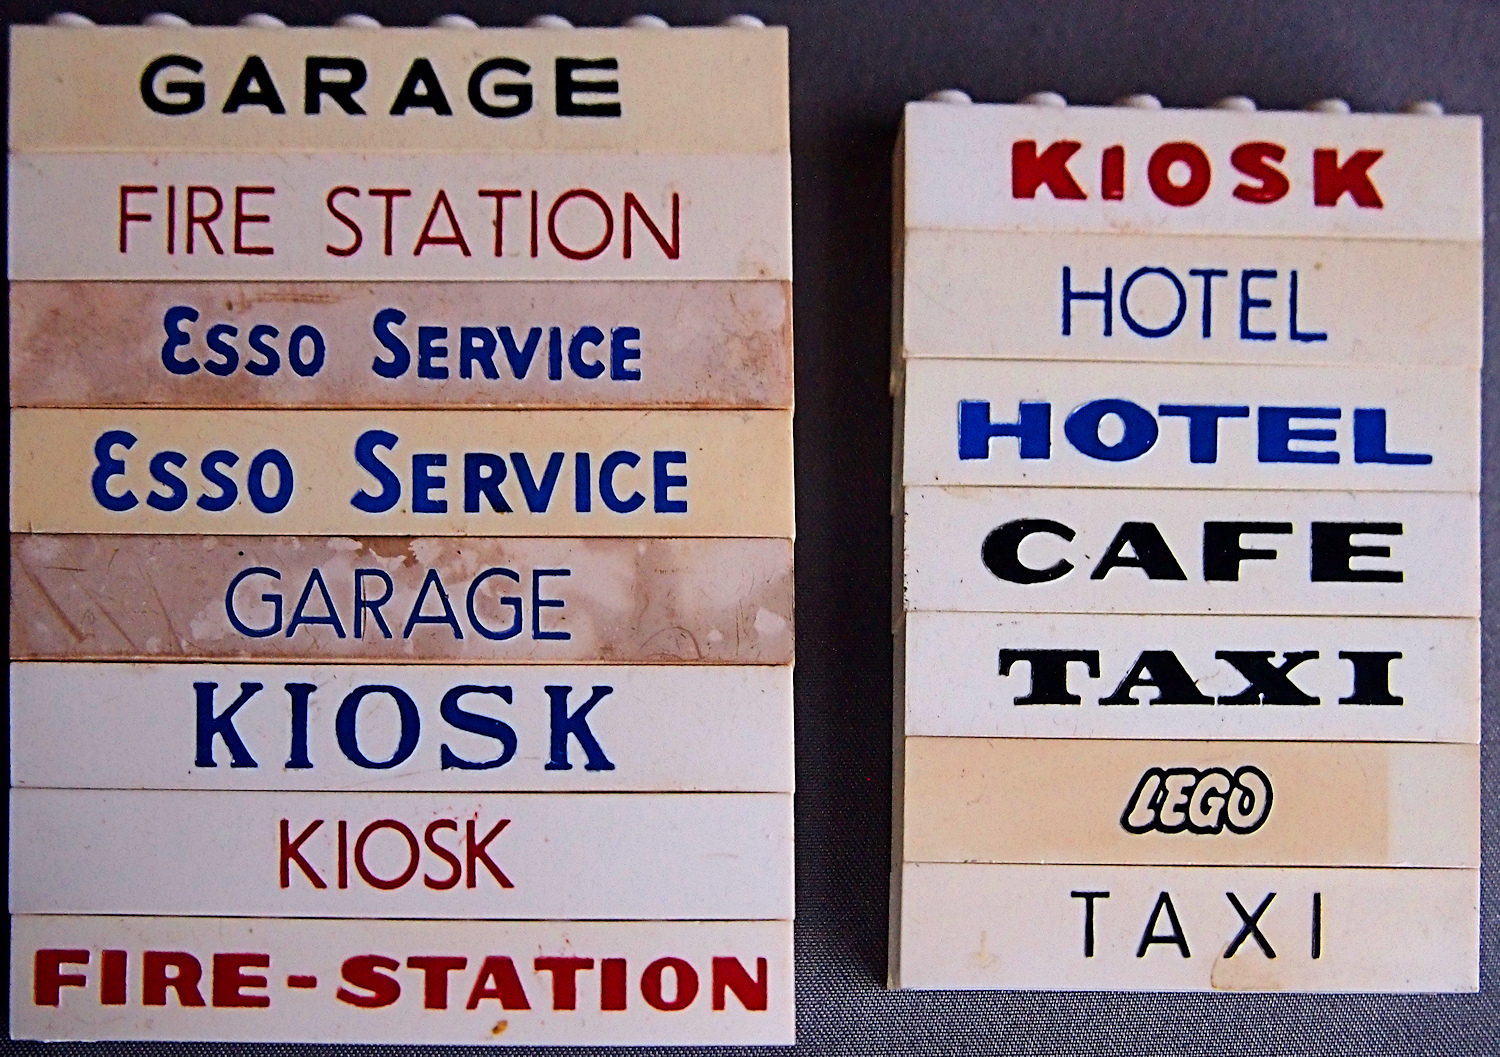 GARAGE
FIRE STATION
ESSO SERVICE
ESSO SERVICE
GARAGE
KIOSK
KIOSK
FIRE-STATION
KIOSK
HOTEL
HOTEL
CAFE
TAXI
LEGO
TAXI